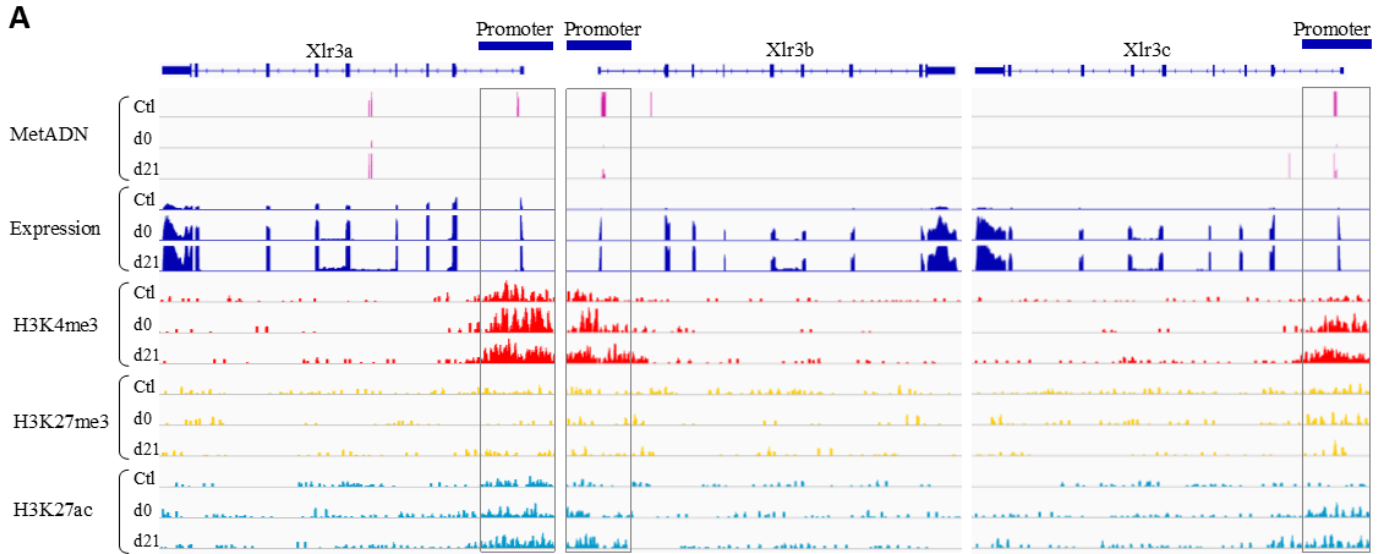 A
Promoter Promoter Promoter
Xlr3a Xlr3b Xlr3c
MetADN
Ctl
d0
d21
Expression
Ctl
d0
d21
H3K4me3
Ctl
d0
d21
H3K27me3
Ctl
d0
d21
H3K27ac
Ctl
d0
d21